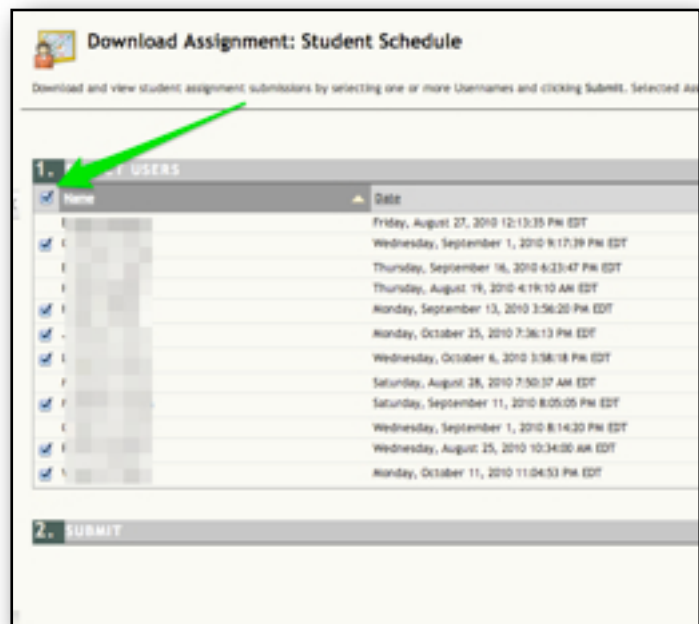 Download Assignment: Student Schedule
Download and view student assignment submissions by selecting one or more Usernames and clicking Submit. Selected
1. USERS
Name Date
Friday, August 27, 2010 12:13:35 PM EDT
Wednesday, September 1, 2010 9:17:39 PM EDT
Thursday, September 16, 2010 6:23:47 PM EDT
Thursday, August 19, 2010 4:19:10 AM EDT
Monday, September 13, 2010 3:56:20 PM EDT
Monday, October 25, 2010 7:36:13 PM EDT
Wednesday, October 6, 2010 3:58:18 PM EDT
Saturday, August 28, 2010 7:50:37 AM EDT
Saturday, September 11, 2010 8:05:05 PM EDT
Wednesday, September 1, 2010 8:14:20 PM EDT
Wednesday, August 25, 2010 10:34:00 AM EDT
Monday, October 11, 2010 11:04:53 PM EDT
2. SUBMIT